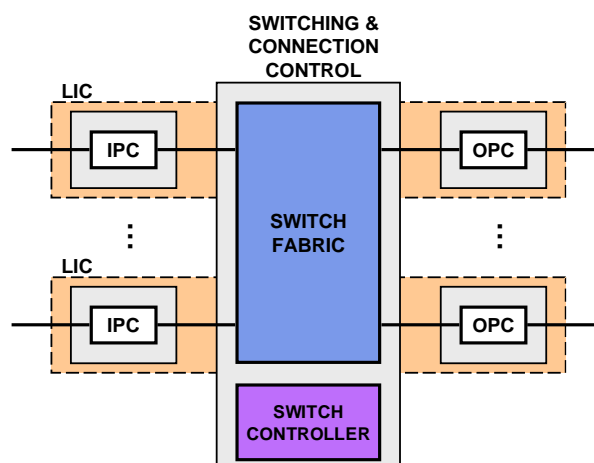 SWITCHING &
CONNECTION
CONTROL
LIC
IPC
OPC
SWITCH
FABRIC
LIC
IPC
OPC
SWITCH
CONTROLLER